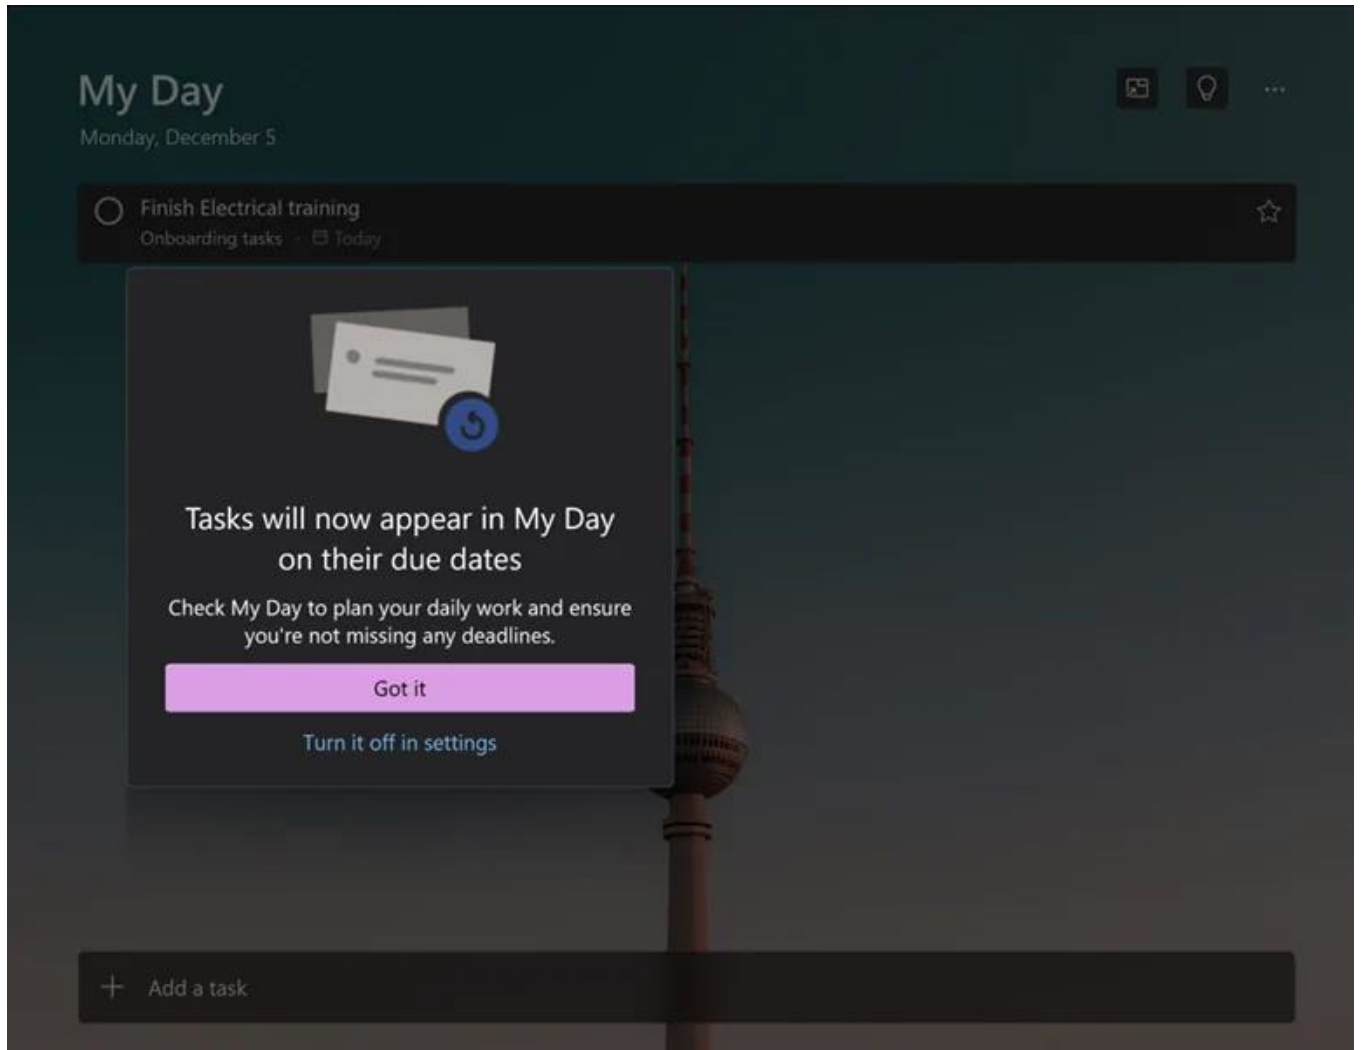 My Day
Monday, December 5
Finish Electrical training
Onboarding tasks · Today
Tasks will now appear in My Day
on their due dates
Check My Day to plan your daily work and ensure
you're not missing any deadlines.
Got it
Turn it off in settings
Add a task